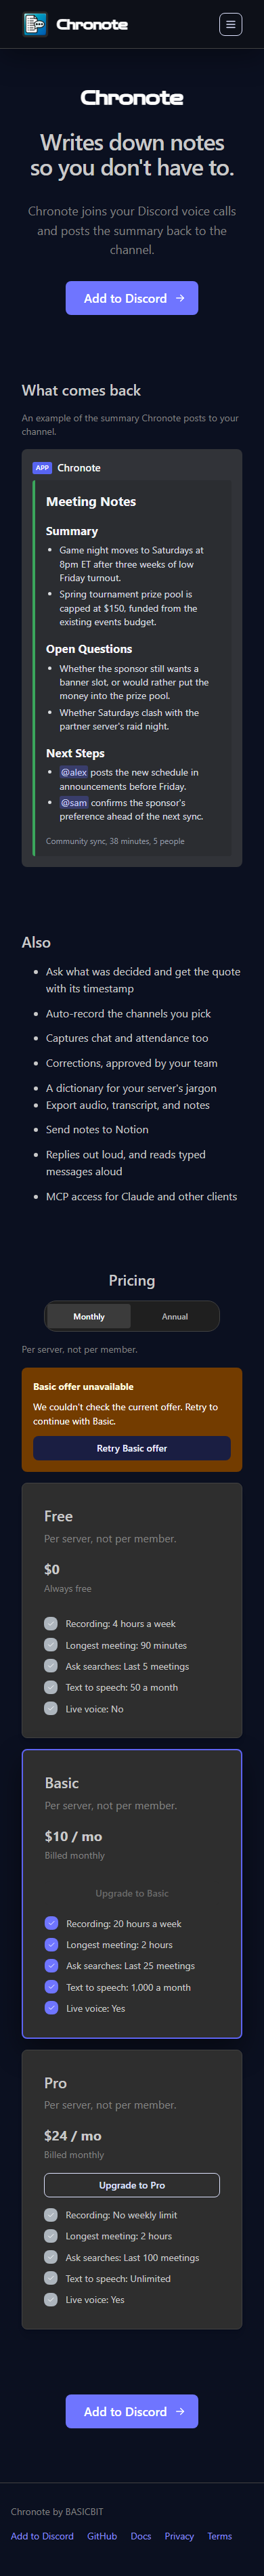 Chronote
Chronote
Writes down notes
so you don't have to.
Chronote joins your Discord voice calls
and posts the summary back to the
channel.
Add to Discord →
What comes back
An example of the summary Chronote posts to your
channel.
APP Chronote
Meeting Notes
Summary
• Game night moves to Saturdays at
8pm ET after three weeks of low
Friday turnout.
• Spring tournament prize pool is
capped at $150, funded from the
existing events budget.
Open Questions
• Whether the sponsor still wants a
banner slot, or would rather put the
money into the prize pool.
• Whether Saturdays clash with the
partner server's raid night.
Next Steps
• @alex posts the new schedule in
announcements before Friday.
• @sam confirms the sponsor's
preference ahead of the next sync.
Community sync, 38 minutes, 5 people
Also
• Ask what was decided and get the quote
with its timestamp
• Auto-record the channels you pick
• Captures chat and attendance too
• Corrections, approved by your team
• A dictionary for your server's jargon
• Export audio, transcript, and notes
• Send notes to Notion
• Replies out loud, and reads typed
messages aloud
• MCP access for Claude and other clients
Pricing
Monthly Annual
Per server, not per member.
Basic offer unavailable
We couldn't check the current offer. Retry to
continue with Basic.
Retry Basic offer
Free
Per server, not per member.
$0
Always free
Recording: 4 hours a week
Longest meeting: 90 minutes
Ask searches: Last 5 meetings
Text to speech: 50 a month
Live voice: No
Basic
Per server, not per member.
$10 / mo
Billed monthly
Upgrade to Basic
Recording: 20 hours a week
Longest meeting: 2 hours
Ask searches: Last 25 meetings
Text to speech: 1,000 a month
Live voice: Yes
Pro
Per server, not per member.
$24 / mo
Billed monthly
Upgrade to Pro
Recording: No weekly limit
Longest meeting: 2 hours
Ask searches: Last 100 meetings
Text to speech: Unlimited
Live voice: Yes
Add to Discord →
Chronote by BASICBIT
Add to Discord GitHub Docs Privacy Terms